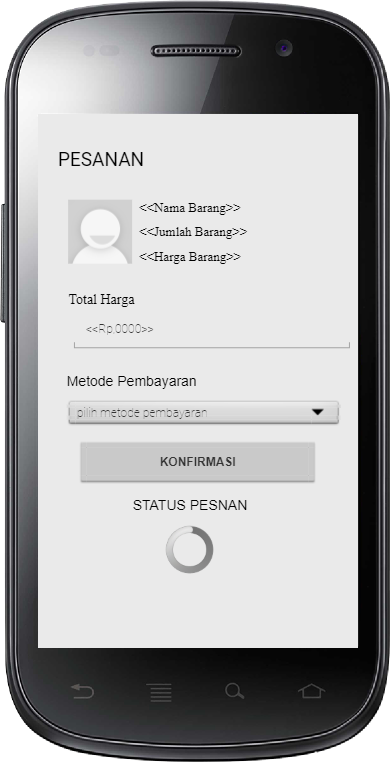 PESANAN
<<Nama Barang>>
<<Jumlah Barang>>
<<Harga Barang>>
Total Harga
<<Rp.0000>>
Metode Pembayaran
pilih metode pembayaran
KONFIRMASI
STATUS PESNAN